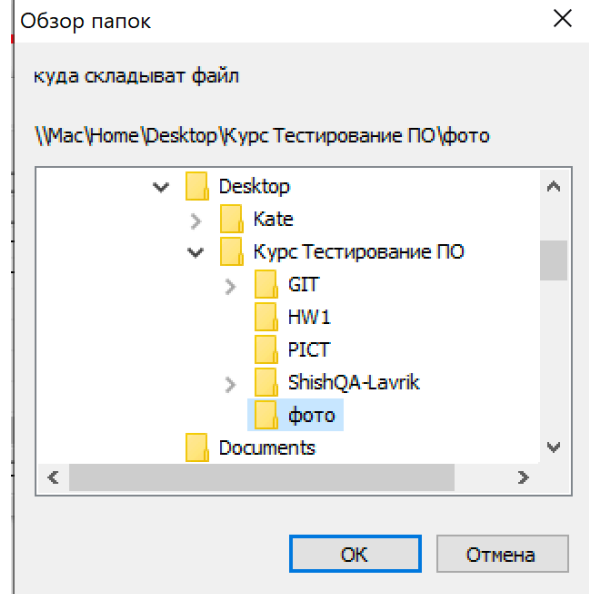 Обзор папок
куда складыват файл
\\Mac\Home\Desktop\Курс Тестирование ПО\фото
Desktop
Kate
Курс Тестирование ПО
GIT
HW1
PICT
ShishQA-Lavrik
фото
Documents
ОК
Отмена